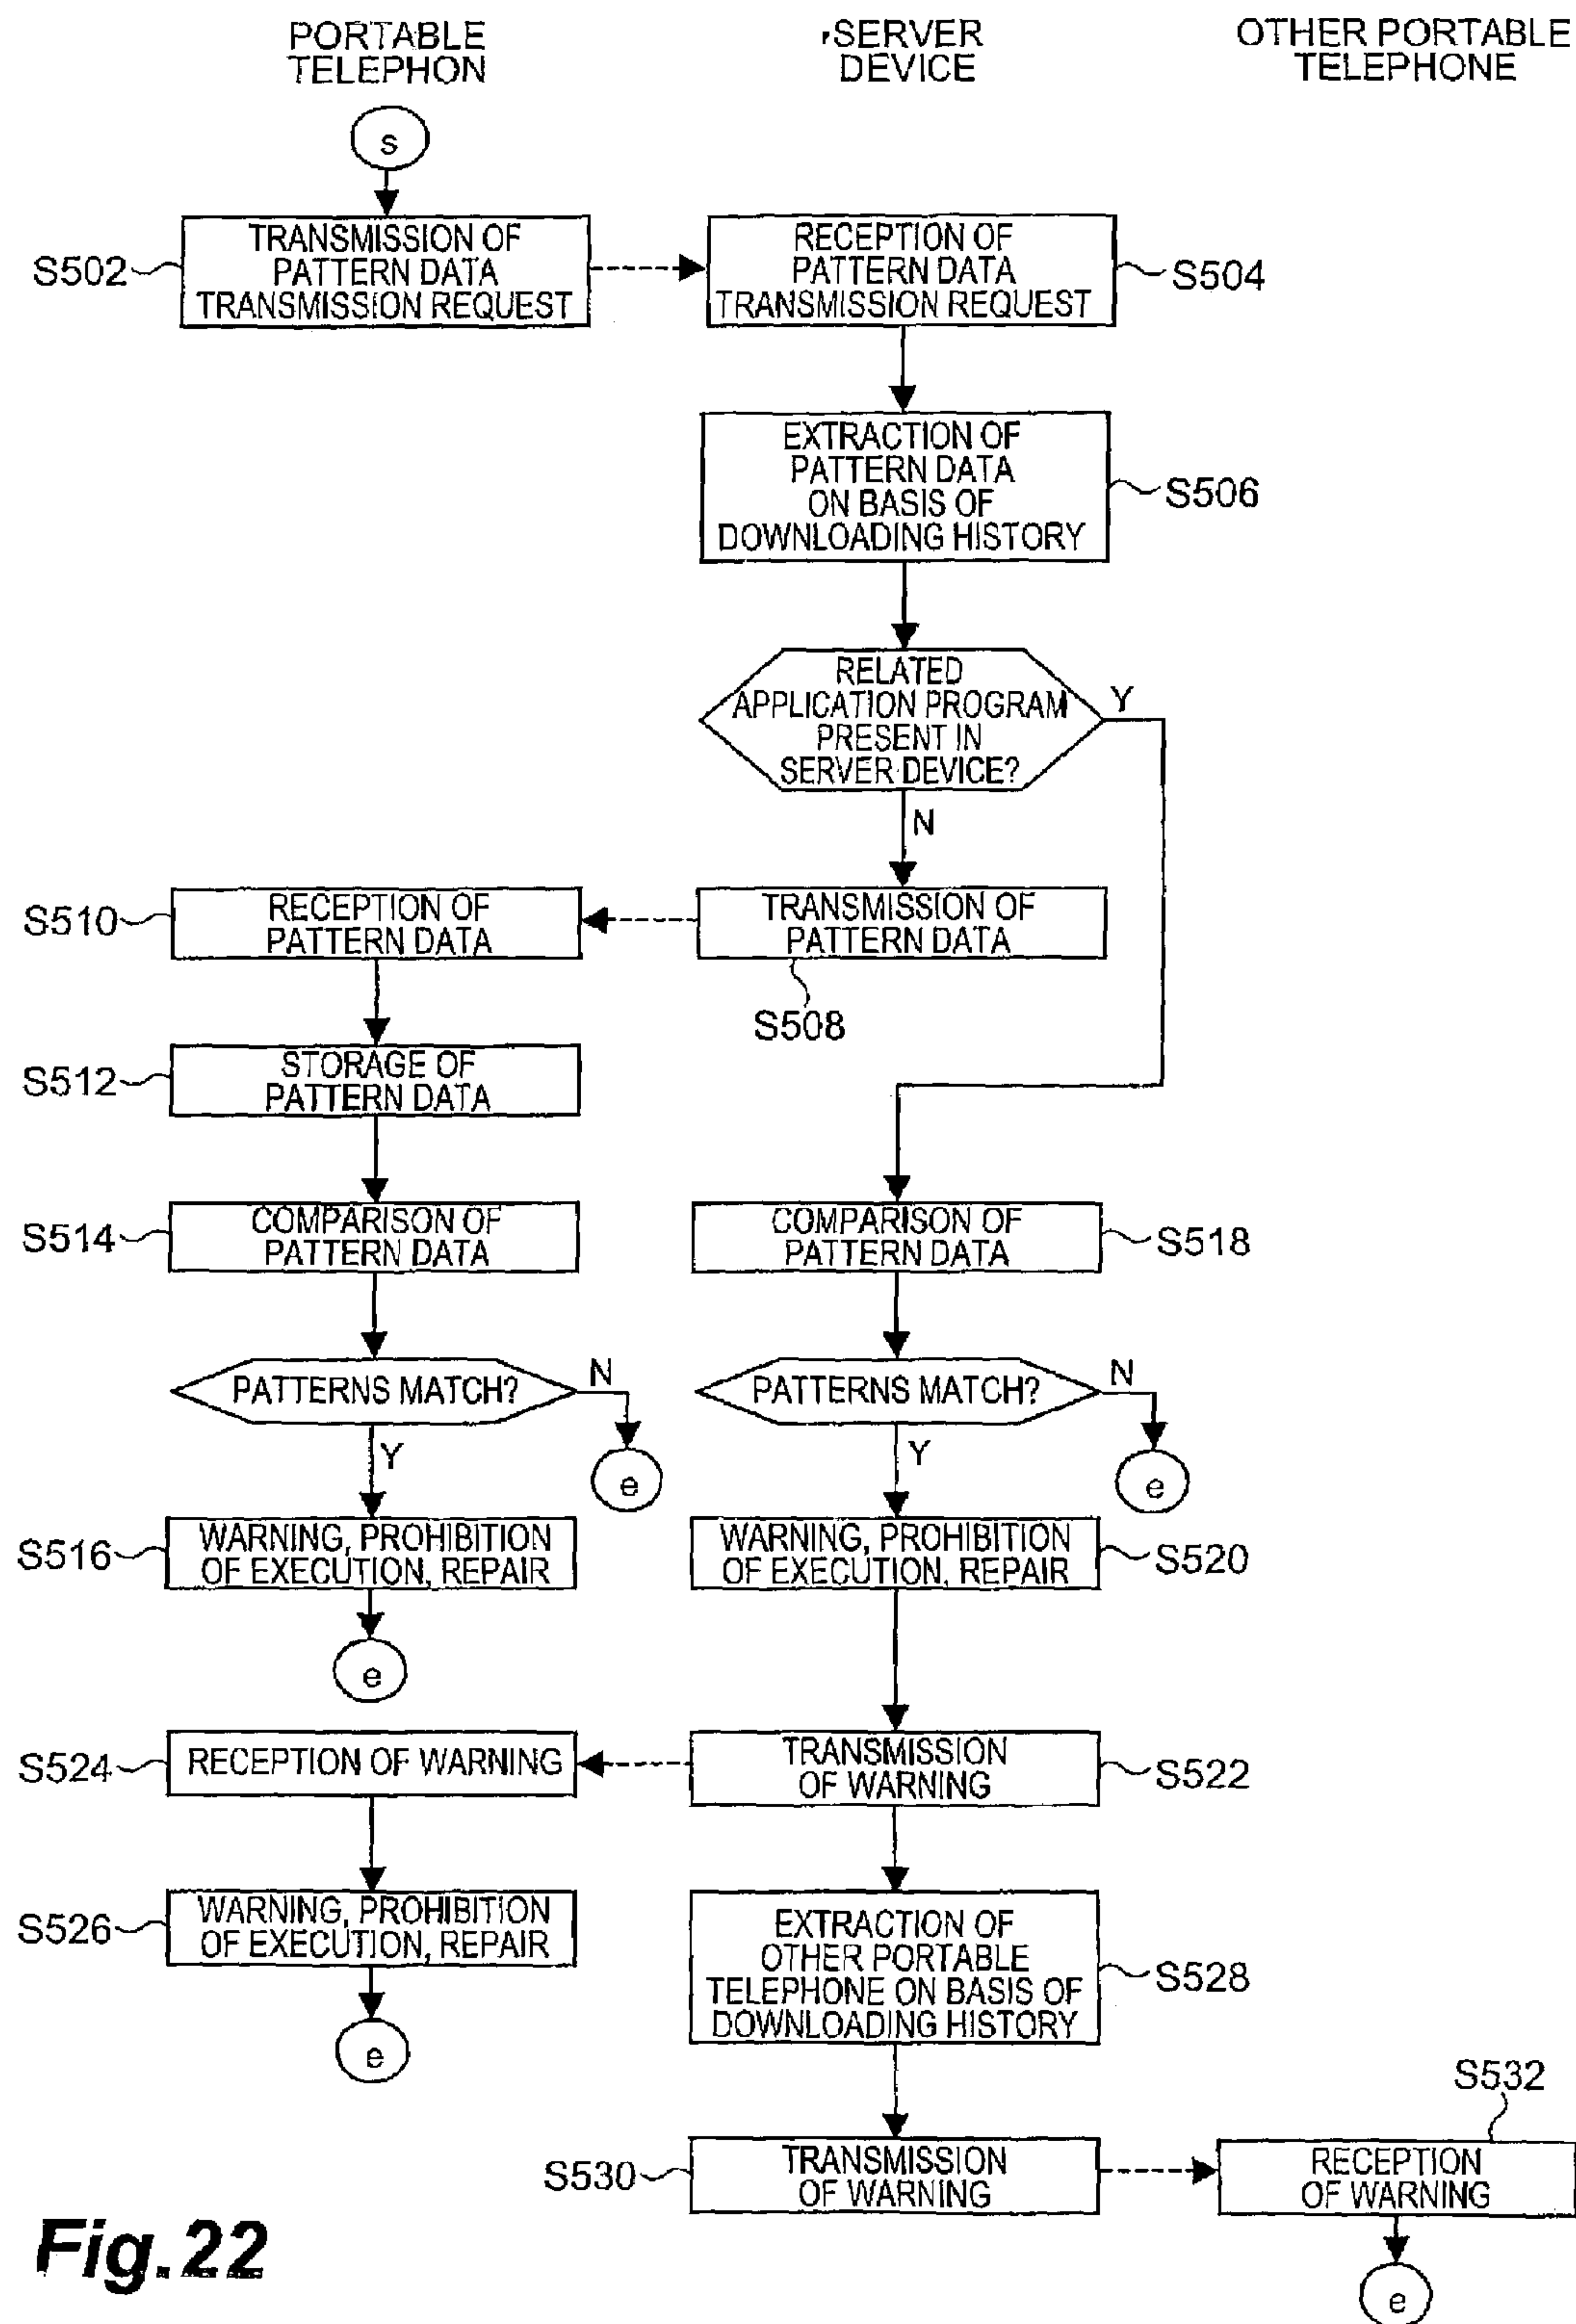 PORTABLE
TELEPHON
SERVER
DEVICE
OTHER PORTABLE
TELEPHONE
s
S502
TRANSMISSION OF
PATTERN DATA
TRANSMISSION REQUEST
RECEPTION OF
PATTERN DATA
TRANSMISSION REQUEST
S504
EXTRACTION OF
PATTERN DATA
ON BASIS OF
DOWNLOADING HISTORY
S506
RELATED
APPLICATION PROGRAM
PRESENT IN
SERVER DEVICE?
Y
N
S510
RECEPTION OF
PATTERN DATA
TRANSMISSION OF
PATTERN DATA
S508
S512
STORAGE OF
PATTERN DATA
S514
COMPARISON OF
PATTERN DATA
COMPARISON OF
PATTERN DATA
S518
PATTERNS MATCH?
N
PATTERNS MATCH?
N
Y
e
Y
e
S516
WARNING, PROHIBITION
OF EXECUTION, REPAIR
WARNING, PROHIBITION
OF EXECUTION, REPAIR
S520
e
S524
RECEPTION OF WARNING
TRANSMISSION
OF WARNING
S522
S526
WARNING, PROHIBITION
OF EXECUTION, REPAIR
EXTRACTION OF
OTHER PORTABLE
TELEPHONE ON BASIS OF
DOWNLOADING HISTORY
S528
e
S532
S530
TRANSMISSION
OF WARNING
RECEPTION
OF WARNING
e
Fig.22